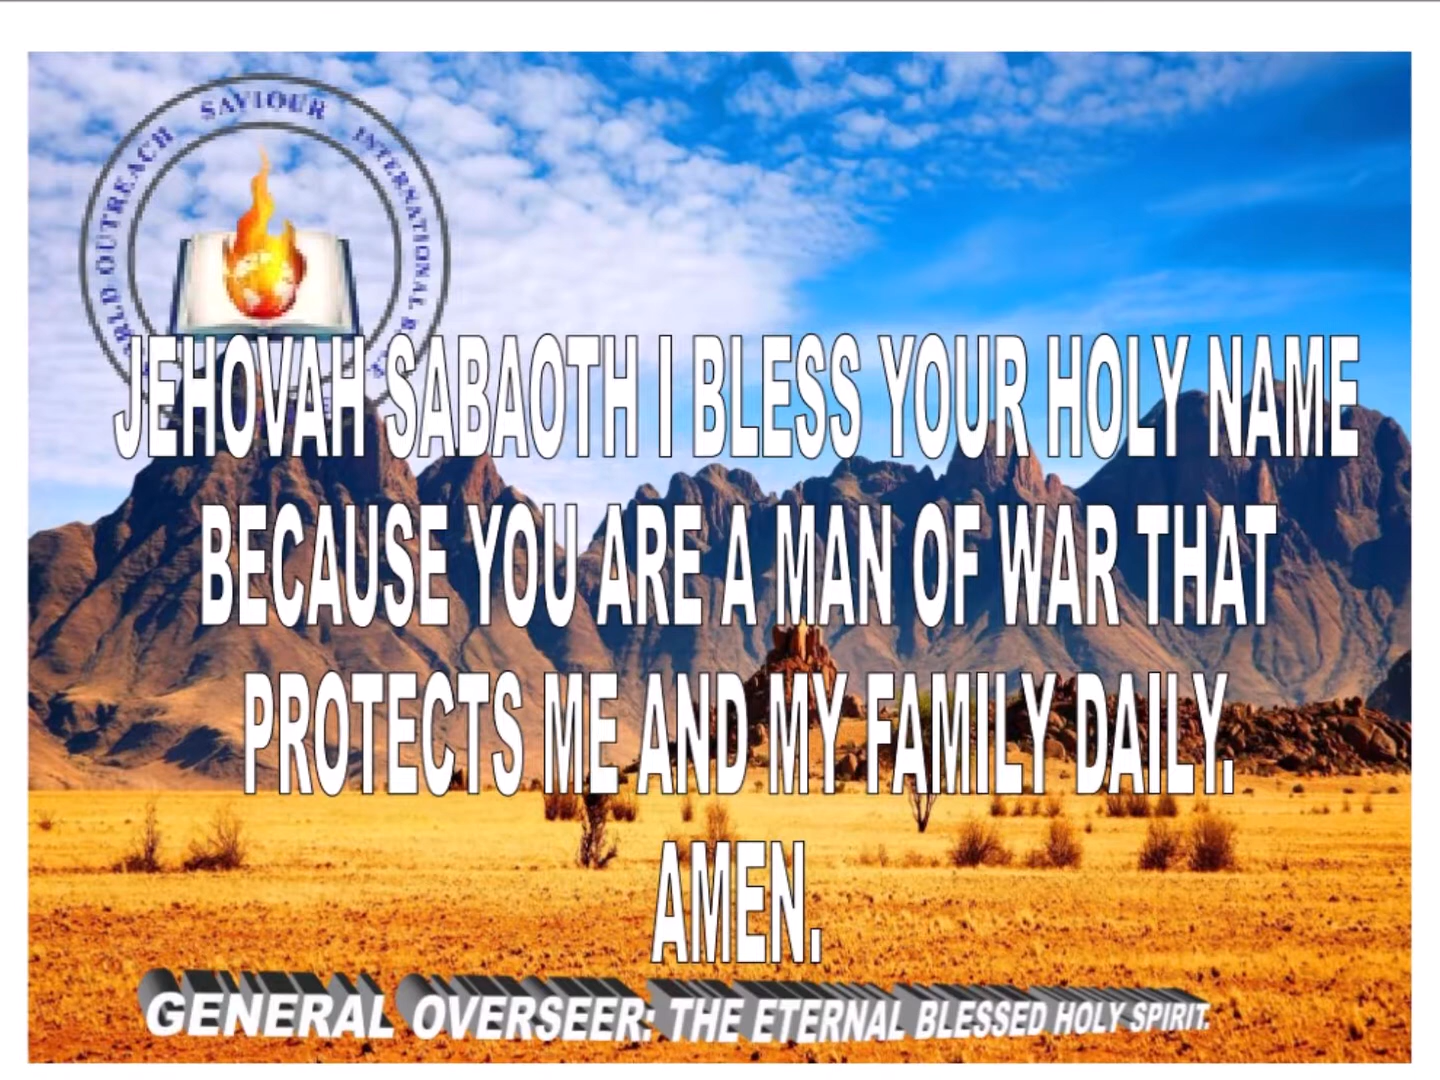 SAVIOUR INTERNATIONAL &
OUTREACH
JEHOVAH SABAOTH I BLESS YOUR HOLY NAME
BECAUSE YOU ARE A MAN OF WAR THAT
PROTECTS ME AND MY FAMILY DAILY.
AMEN.
GENERAL OVERSEER: THE ETERNAL BLESSED HOLY SPIRIT.